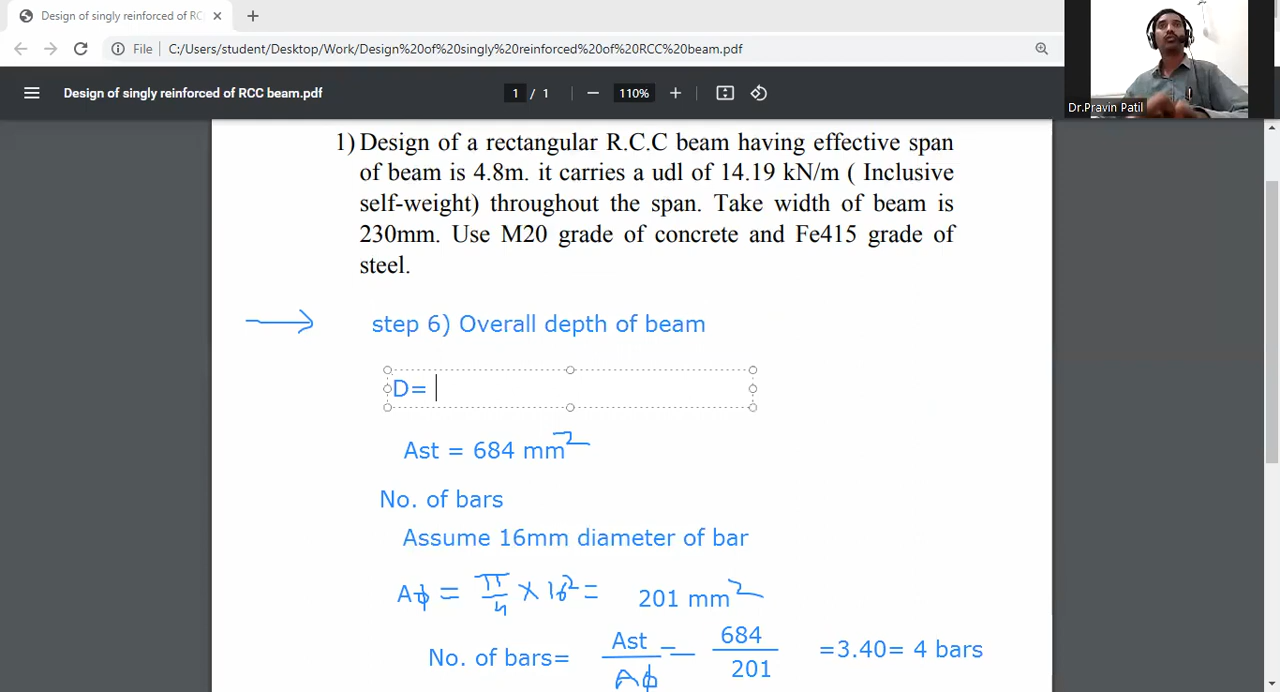 Design of singly reinforced of RC
File C:/Users/student/Desktop/Work/Design%20of%20singly%20reinforced%20of%20RCC%20beam.pdf
Design of singly reinforced of RCC beam.pdf
1 / 1
110%
Dr.Pravin Patil
1) Design of a rectangular R.C.C beam having effective span
of beam is 4.8m. it carries a udl of 14.19 kN/m ( Inclusive
self-weight) throughout the span. Take width of beam is
230mm. Use M20 grade of concrete and Fe415 grade of
steel.
step 6) Overall depth of beam
D=
Ast = 684 mm²
No. of bars
Assume 16mm diameter of bar
Aϕ = π/4 × 16² = 201 mm²
No. of bars= Ast/Aϕ = 684/201 =3.40= 4 bars